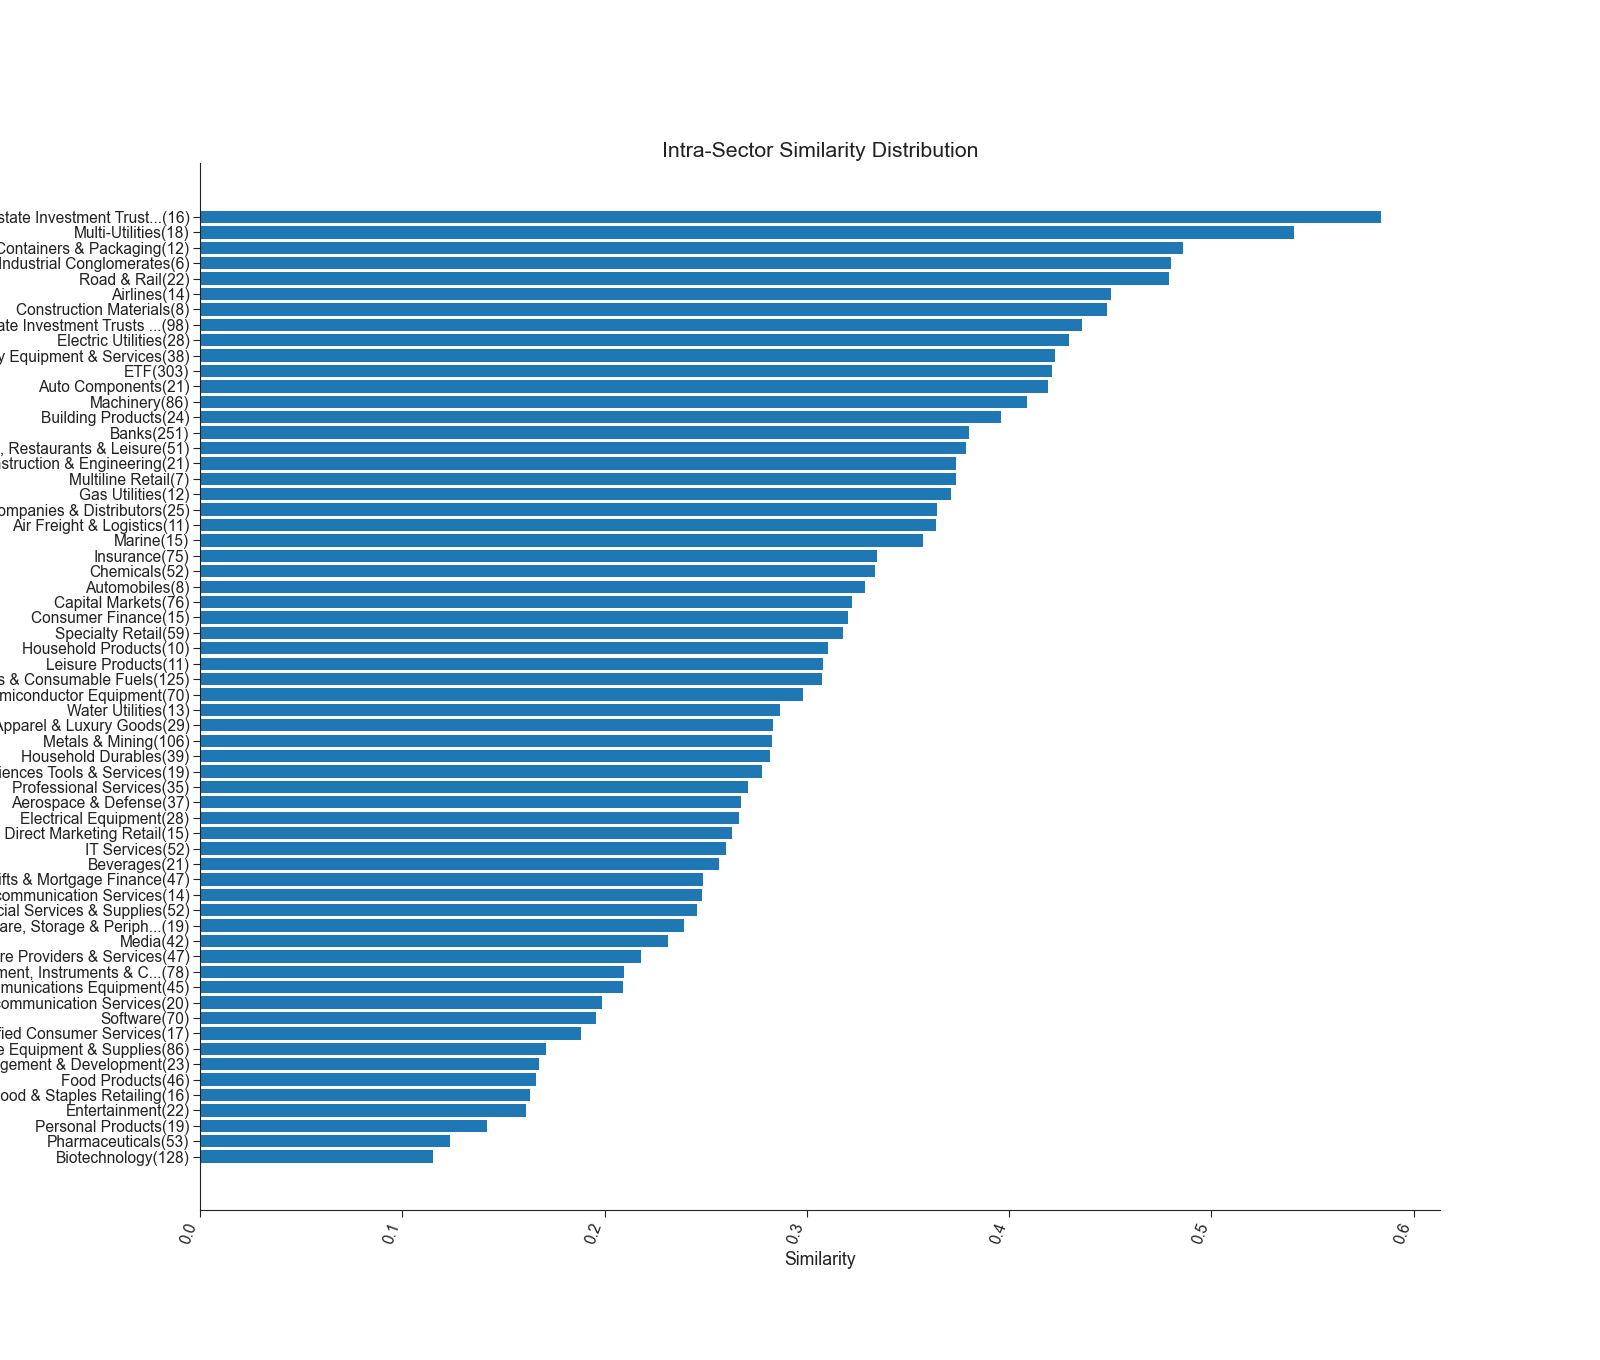 Intra-Sector Similarity Distribution
state Investment Trust...(16)
Multi-Utilities(18)
Containers & Packaging(12)
Industrial Conglomerates(6)
Road & Rail(22)
Airlines(14)
Construction Materials(8)
ate Investment Trusts ...(98)
Electric Utilities(28)
y Equipment & Services(38)
ETF(303)
Auto Components(21)
Machinery(86)
Building Products(24)
Banks(251)
, Restaurants & Leisure(51)
struction & Engineering(21)
Multiline Retail(7)
Gas Utilities(12)
ompanies & Distributors(25)
Air Freight & Logistics(11)
Marine(15)
Insurance(75)
Chemicals(52)
Automobiles(8)
Capital Markets(76)
Consumer Finance(15)
Specialty Retail(59)
Household Products(10)
Leisure Products(11)
s & Consumable Fuels(125)
miconductor Equipment(70)
Water Utilities(13)
Apparel & Luxury Goods(29)
Metals & Mining(106)
Household Durables(39)
iences Tools & Services(19)
Professional Services(35)
Aerospace & Defense(37)
Electrical Equipment(28)
Direct Marketing Retail(15)
IT Services(52)
Beverages(21)
ifts & Mortgage Finance(47)
communication Services(14)
cial Services & Supplies(52)
are, Storage & Periph...(19)
Media(42)
re Providers & Services(47)
ment, Instruments & C...(78)
munications Equipment(45)
communication Services(20)
Software(70)
fied Consumer Services(17)
e Equipment & Supplies(86)
gement & Development(23)
Food Products(46)
ood & Staples Retailing(16)
Entertainment(22)
Personal Products(19)
Pharmaceuticals(53)
Biotechnology(128)
0.0 0.1 0.2 0.3 0.4 0.5 0.6
Similarity